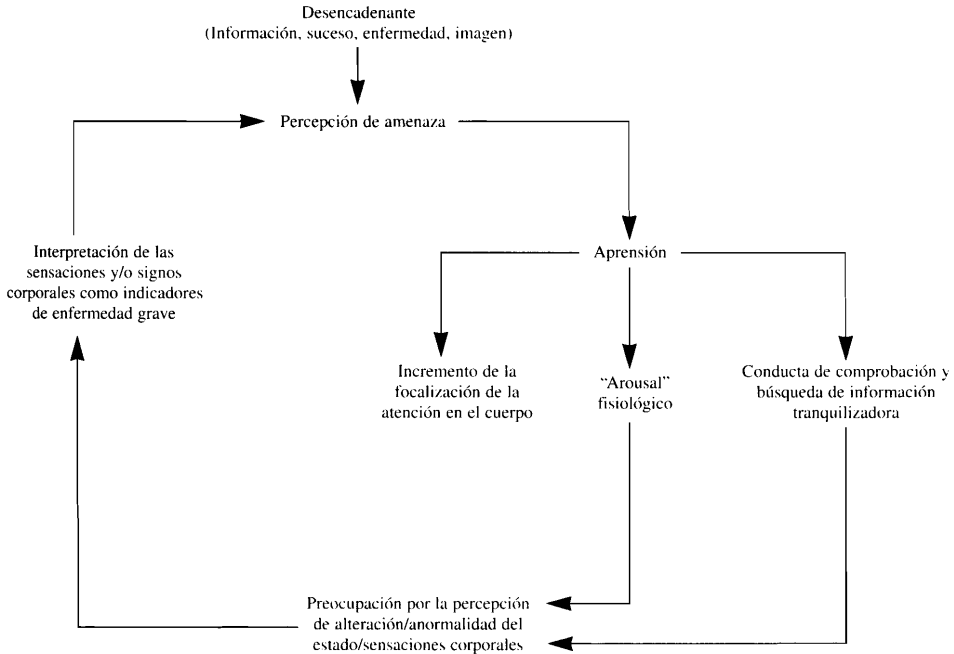 Desencadenante
(Información, suceso, enfermedad, imagen)
Percepción de amenaza
Interpretación de las
sensaciones y/o signos
corporales como indicadores
de enfermedad grave
Aprensión
Incremento de la
focalización de la
atención en el cuerpo
“Arousal”
fisiológico
Conducta de comprobación y
búsqueda de información
tranquilizadora
Preocupación por la percepción
de alteración/anormalidad del
estado/sensaciones corporales